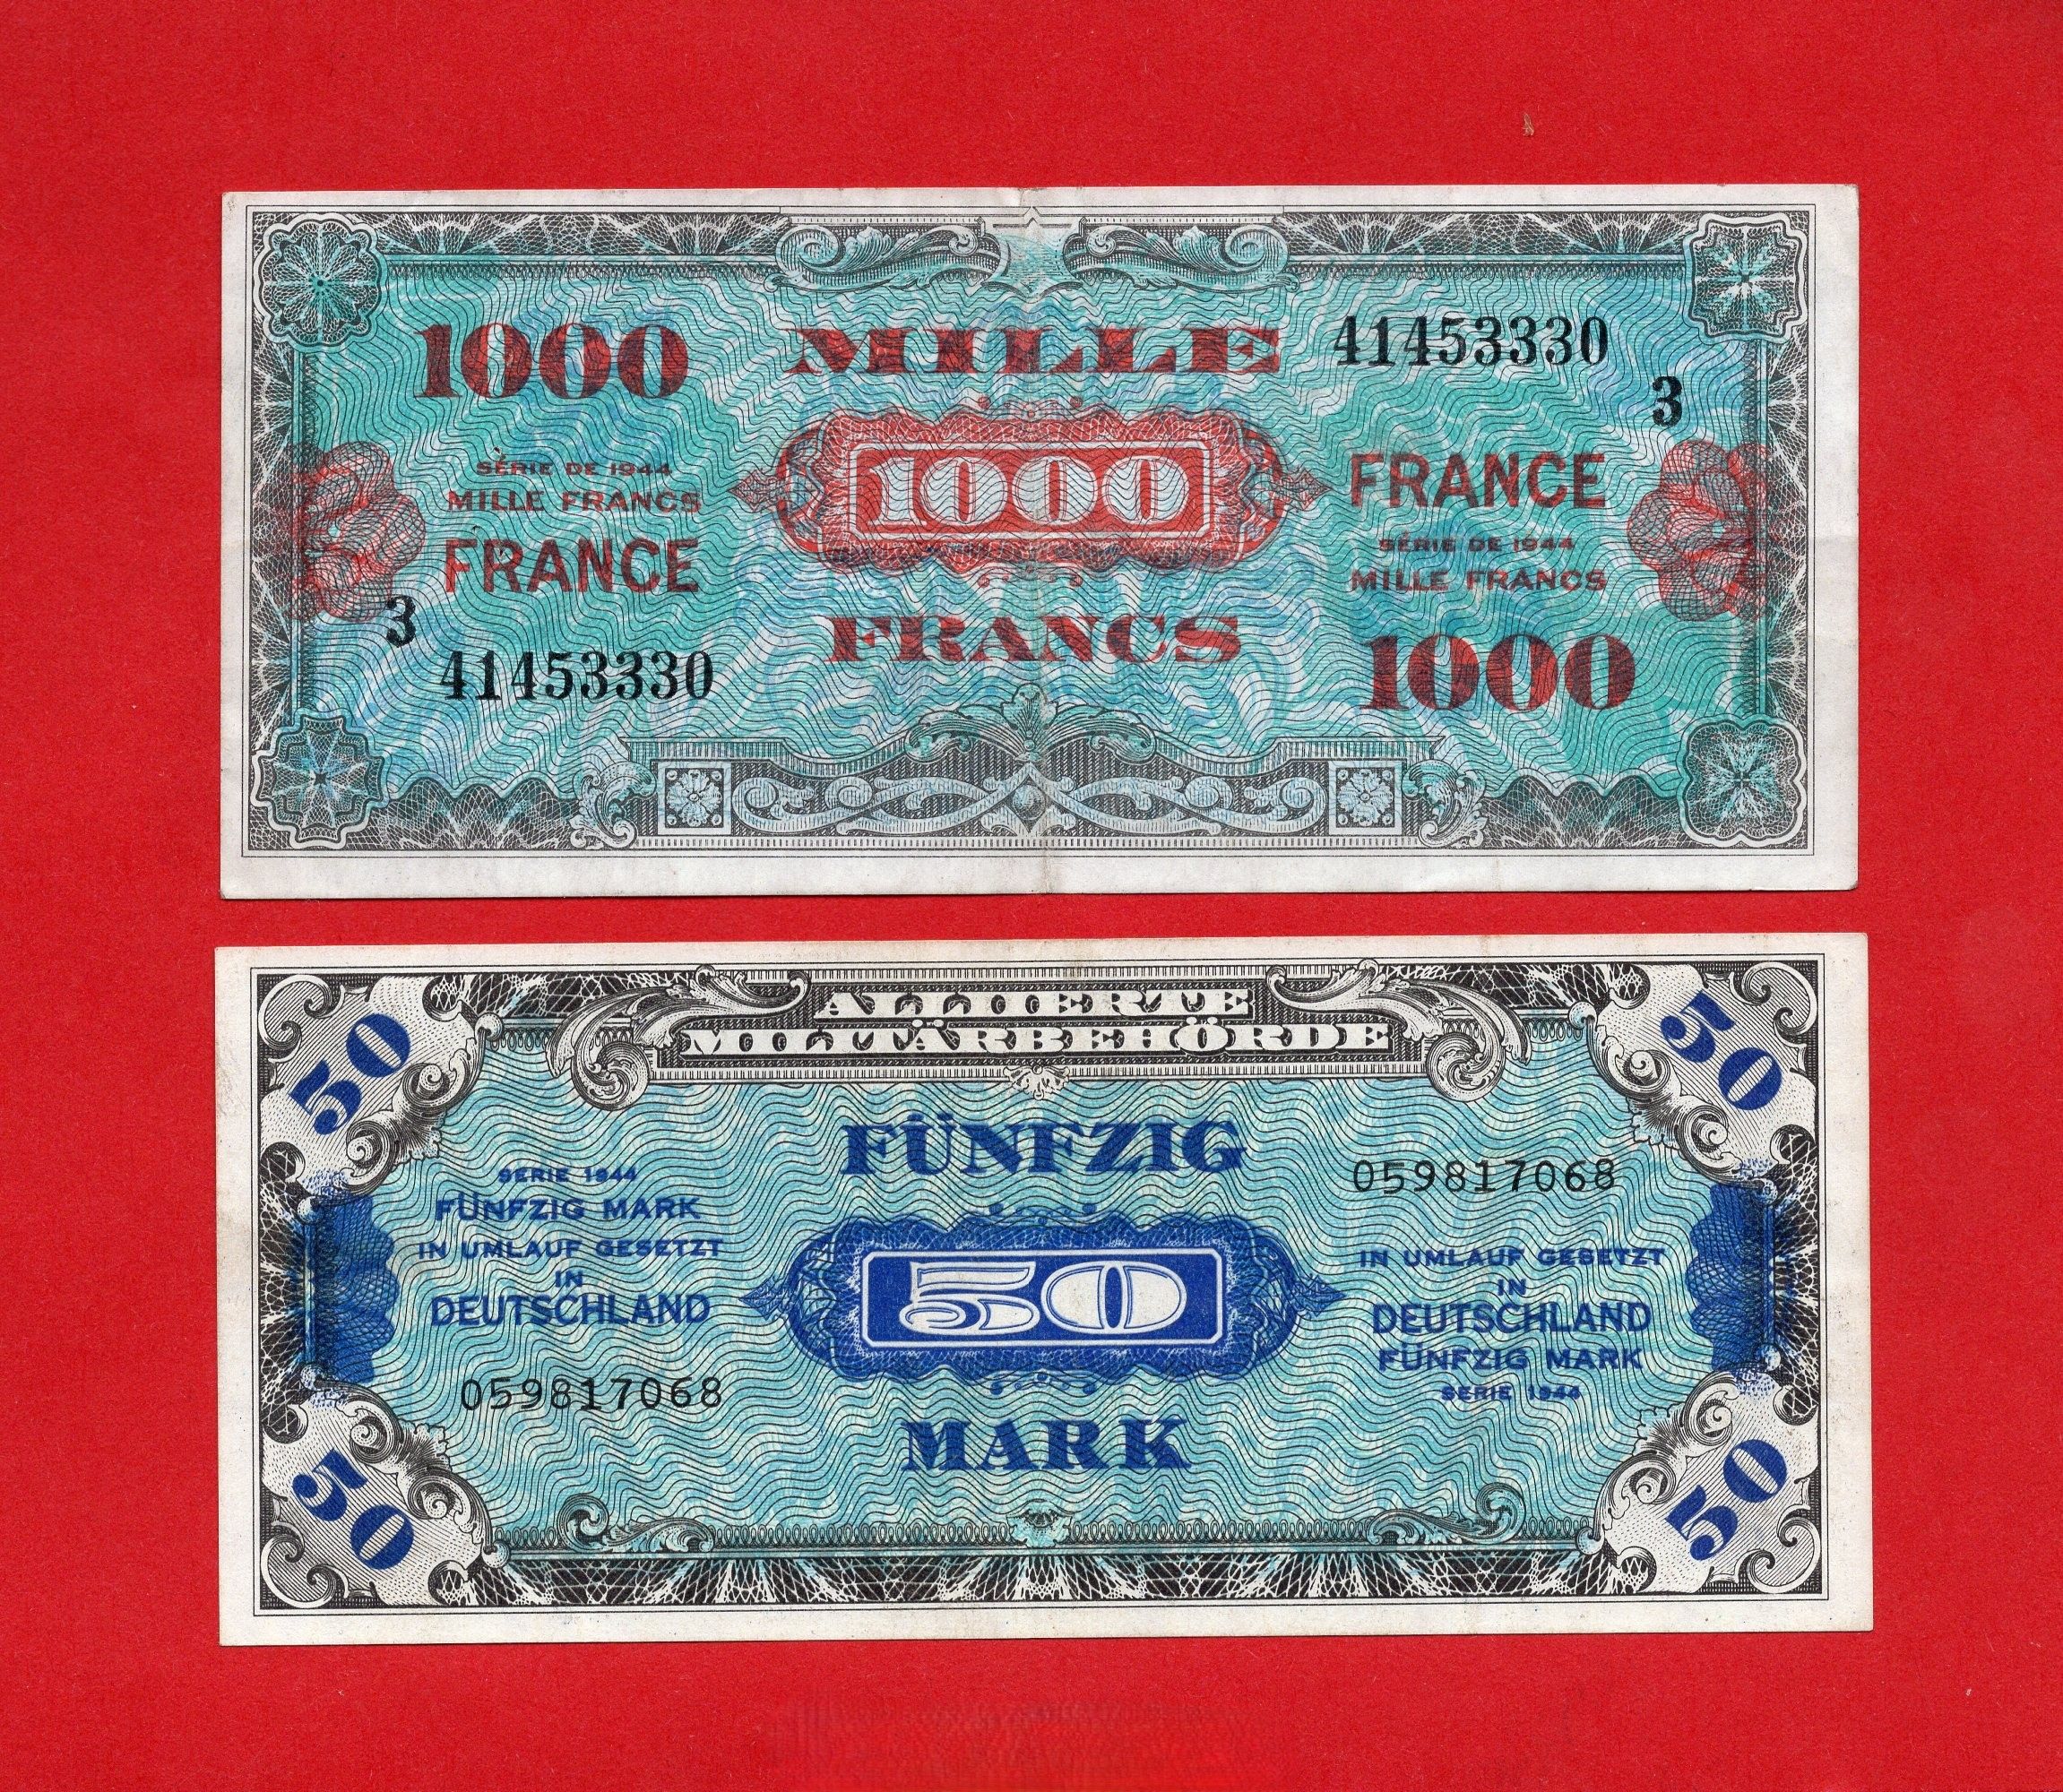 1000 MILLE 41453330
3
SÉRIE DE 1944
MILLE FRANCS
FRANCE
1000
FRANCE
SÉRIE DE 1944
MILLE FRANCS
3
41453330
FRANCS
1000
50
ALLIIERTE
MILITÄRBEHÖRDE
50
FÜNFZIG
SERIE 1944
FÜNFZIG MARK
IN UMLAUF GESETZT
IN
DEUTSCHLAND
059817068
50
059817068
IN UMLAUF GESETZT
IN
DEUTSCHLAND
FÜNFZIG MARK
SERIE 1944
MARK
50
50